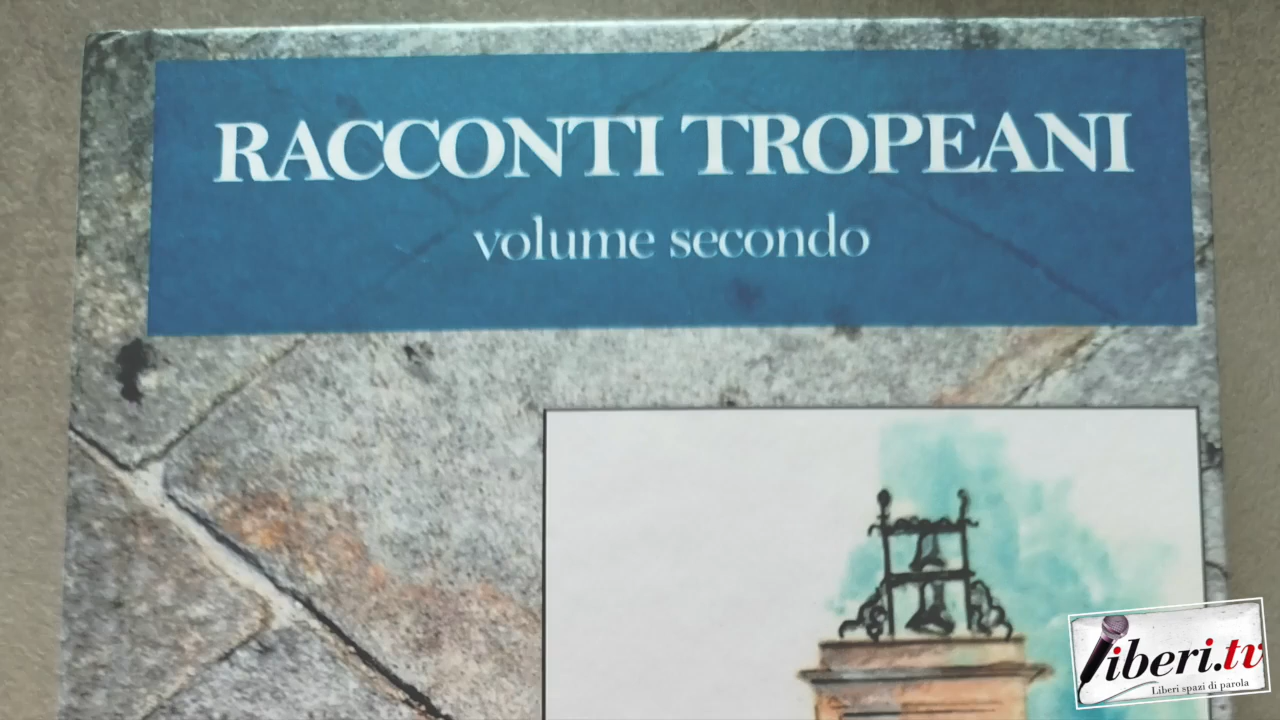 RACCONTI TROPEANI
volume secondo
liberi.tv
Liberi spazi di parola